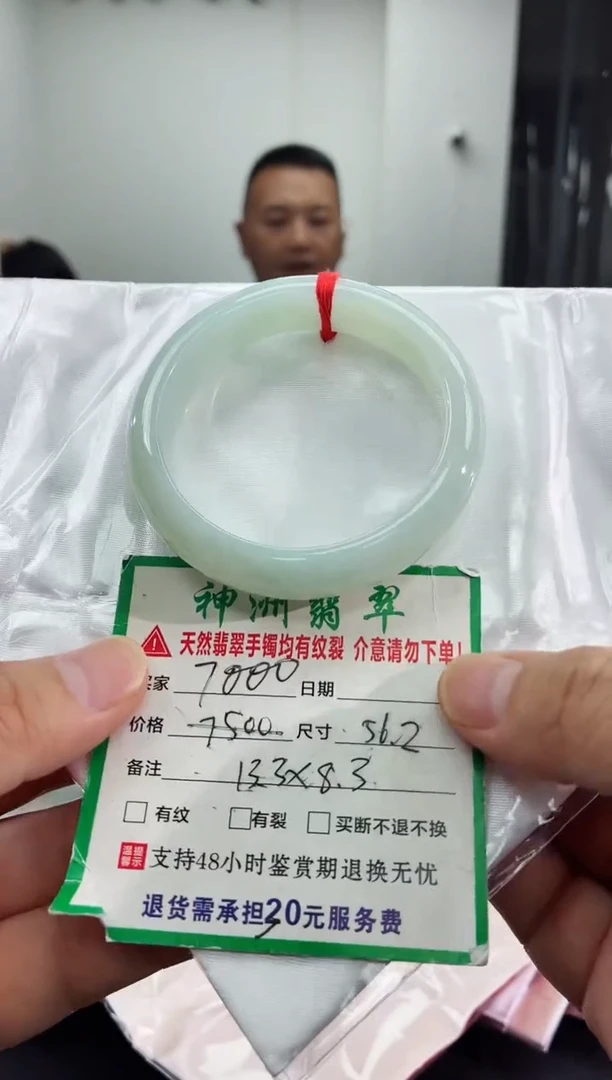 神洲翡翠
天然翡翠手镯均有纹裂 介意请勿下单!
买家 7000 日期
价格 7500 尺寸 56.2
备注 13.3×8.3
□ 有纹 □ 有裂 □ 买断不退不换
温馨提示 支持48小时鉴赏期退换无忧
退货需承担30元服务费